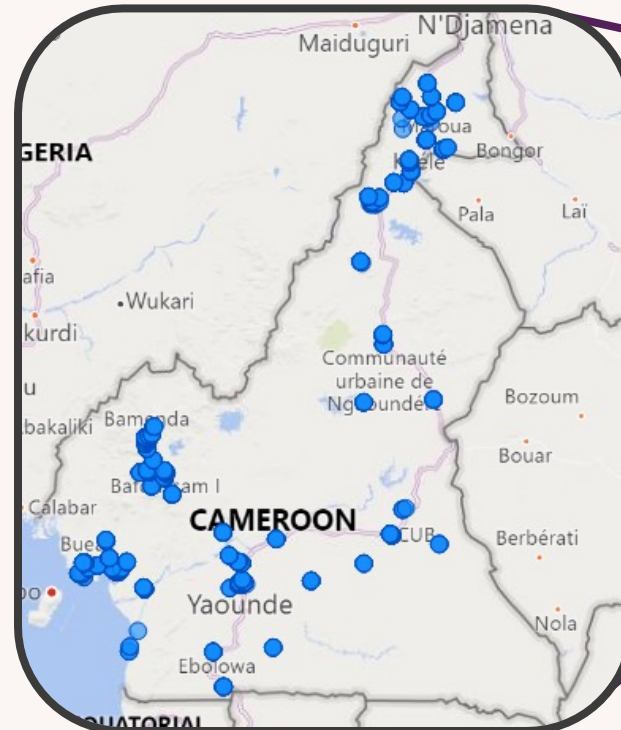 N'Djamena
Maiduguri
GERIA
Bongor
Pala
Laï
afia
Wukari
kurdi
Communauté
urbaine de
u
Bamenda
bakaliki
Bozoum
Bouar
Calabar
CAMEROON
CUB
Berbérati
Yaounde
Nola
Ebolowa
QUATORIAL